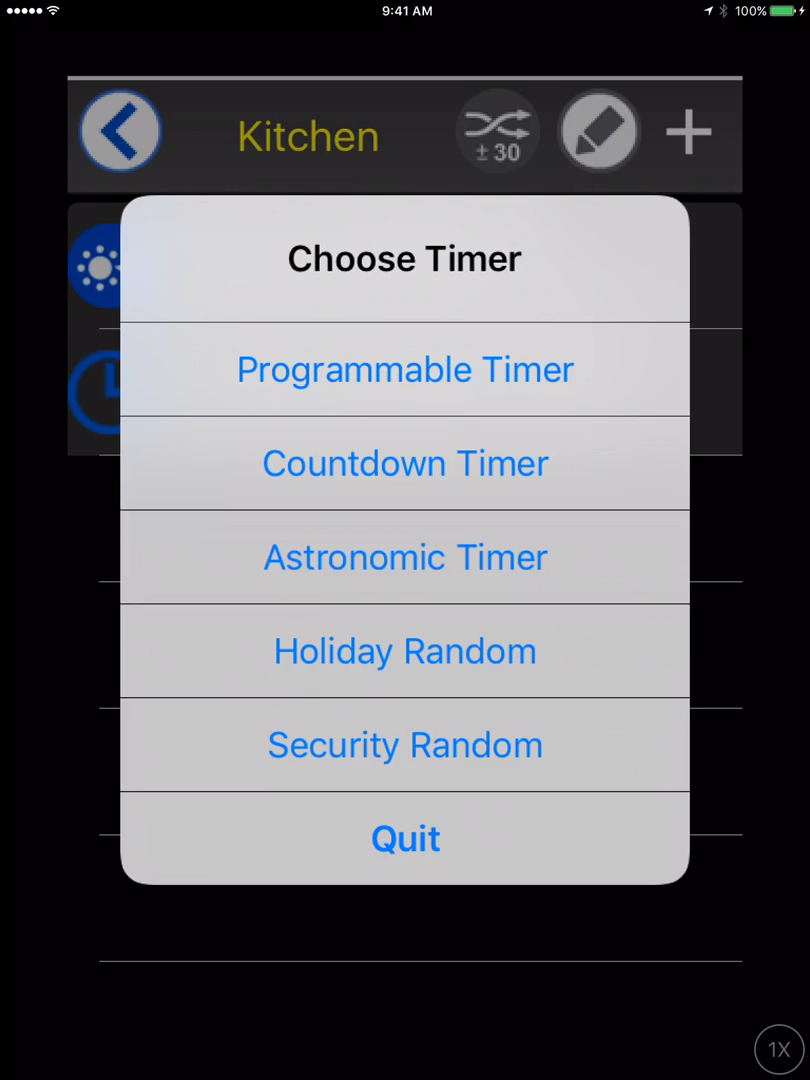 9:41 AM
100%
Kitchen
± 30
Choose Timer
Programmable Timer
Countdown Timer
Astronomic Timer
Holiday Random
Security Random
Quit
1X